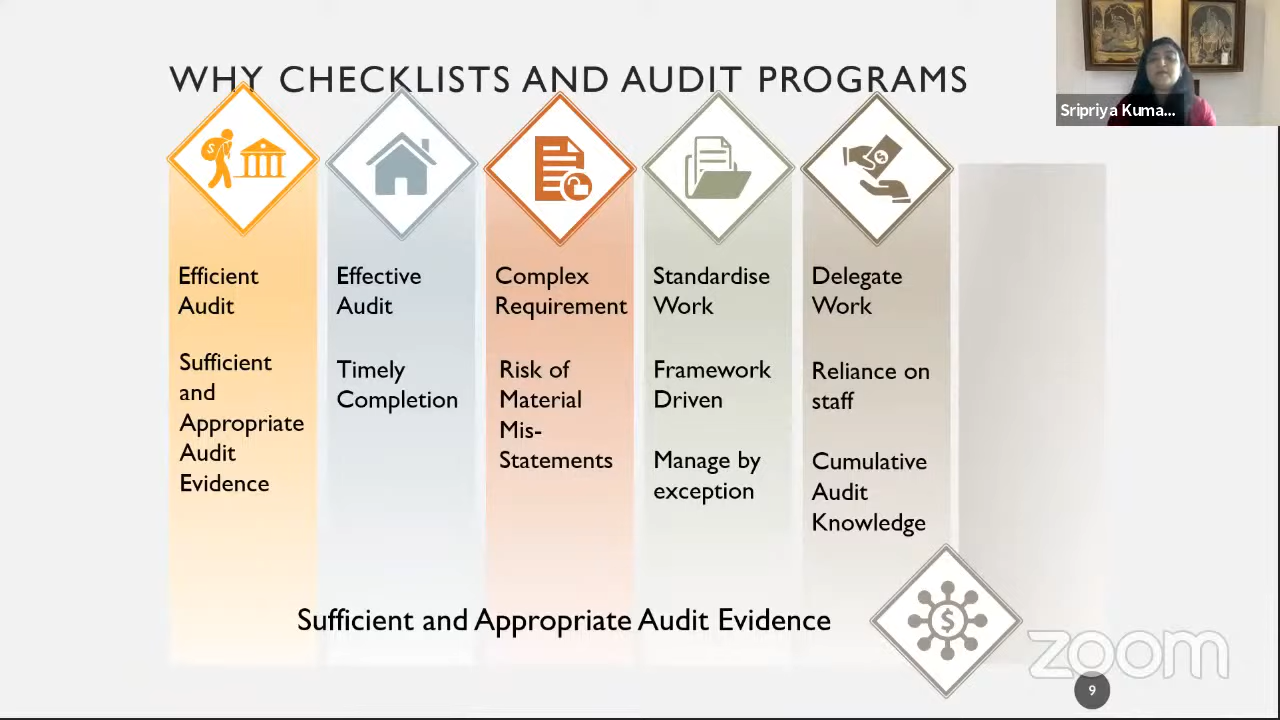 WHY CHECKLISTS AND AUDIT PROGRAMS
Sripriya Kuma...
Efficient
Audit
Sufficient
and
Appropriate
Audit
Evidence
Effective
Audit
Timely
Completion
Complex
Requirement
Risk of
Material
Mis-
Statements
Standardise
Work
Framework
Driven
Manage by
exception
Delegate
Work
Reliance on
staff
Cumulative
Audit
Knowledge
Sufficient and Appropriate Audit Evidence
zoom
9